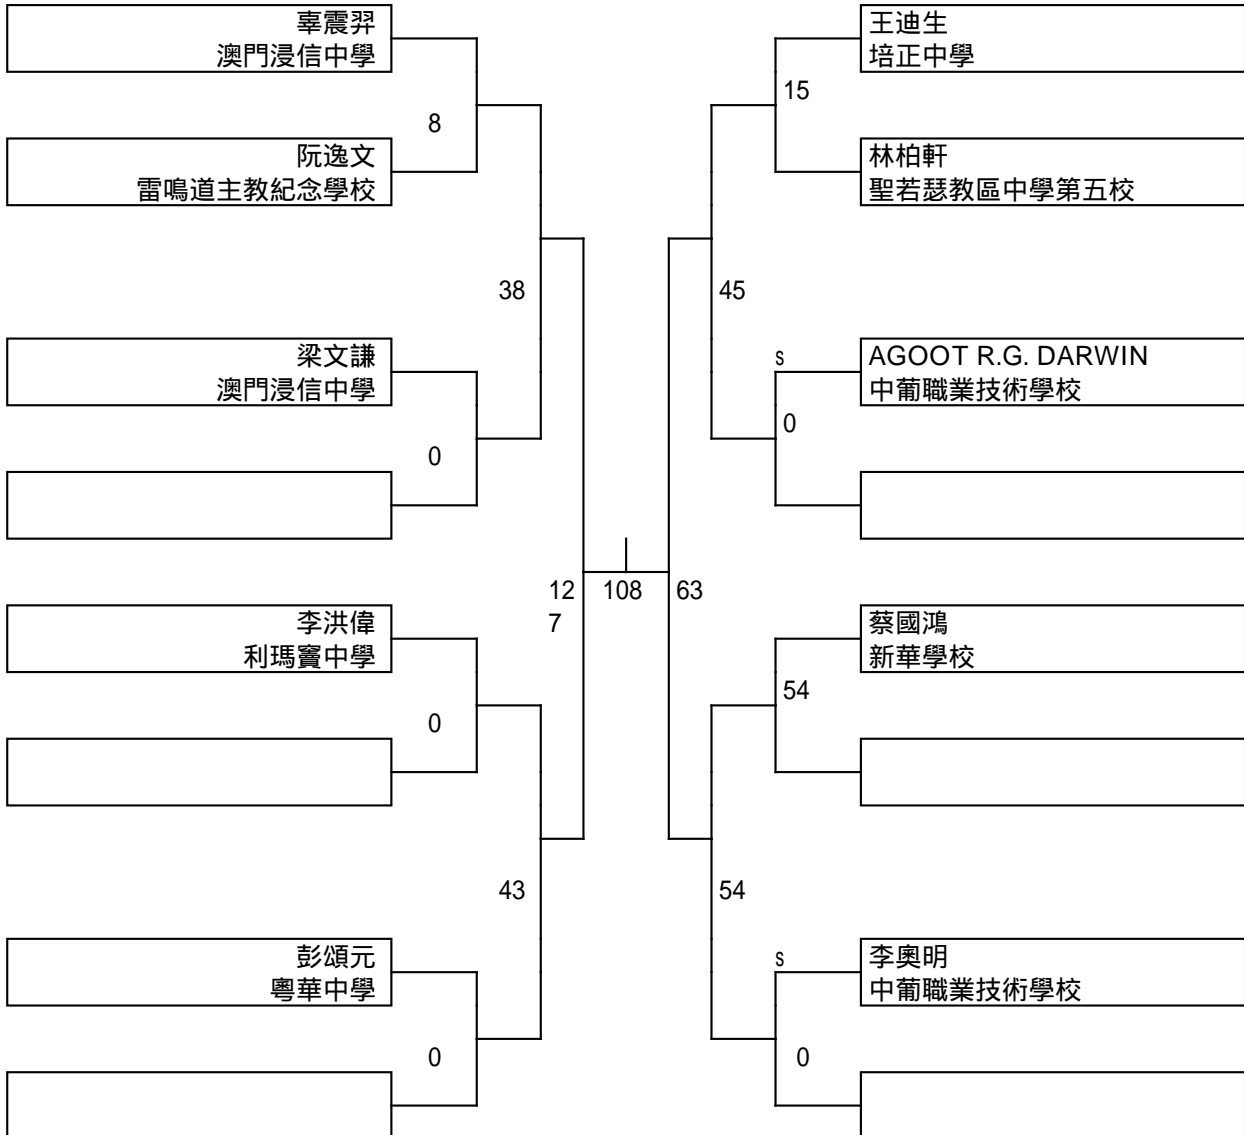 辜震羿
澳門浸信中學
8
阮逸文
雷鳴道主教紀念學校
38
梁文謙
澳門浸信中學
0
12
7
李洪偉
利瑪竇中學
0
43
彭頌元
粵華中學
0
108
王迪生
培正中學
15
林柏軒
聖若瑟教區中學第五校
45
s
AGOOT R.G. DARWIN
中葡職業技術學校
0
63
蔡國鴻
新華學校
54
54
s
李奧明
中葡職業技術學校
0